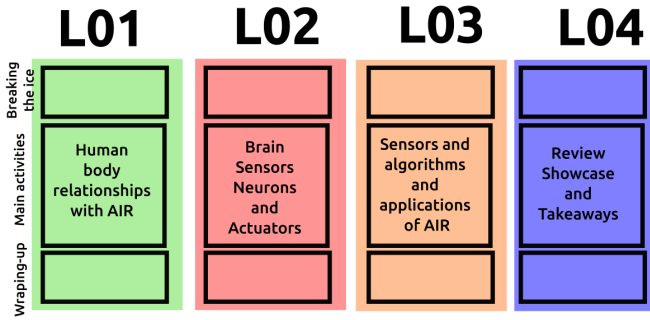 L01
L02
L03
L04
Breaking
the ice
Main activities
Wraping-up
Human
body
relationships
with AIR
Brain
Sensors
Neurons
and
Actuators
Sensors and
algorithms
and
applications
of AIR
Review
Showcase
and
Takeaways